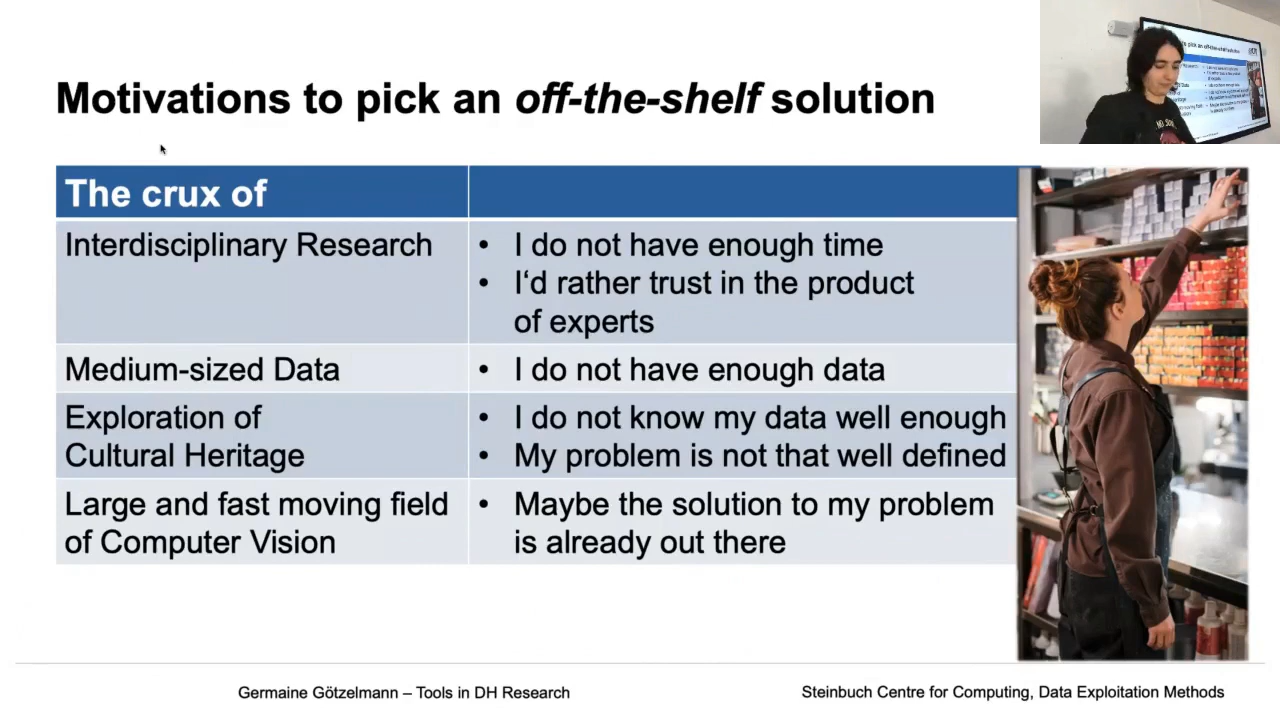 Motivations to pick an off-the-shelf solution
The crux of
Interdisciplinary Research
• I do not have enough time
• I‘d rather trust in the product
of experts
Medium-sized Data
• I do not have enough data
Exploration of
Cultural Heritage
• I do not know my data well enough
• My problem is not that well defined
Large and fast moving field
of Computer Vision
• Maybe the solution to my problem
is already out there
Germaine Götzelmann – Tools in DH Research
Steinbuch Centre for Computing, Data Exploitation Methods